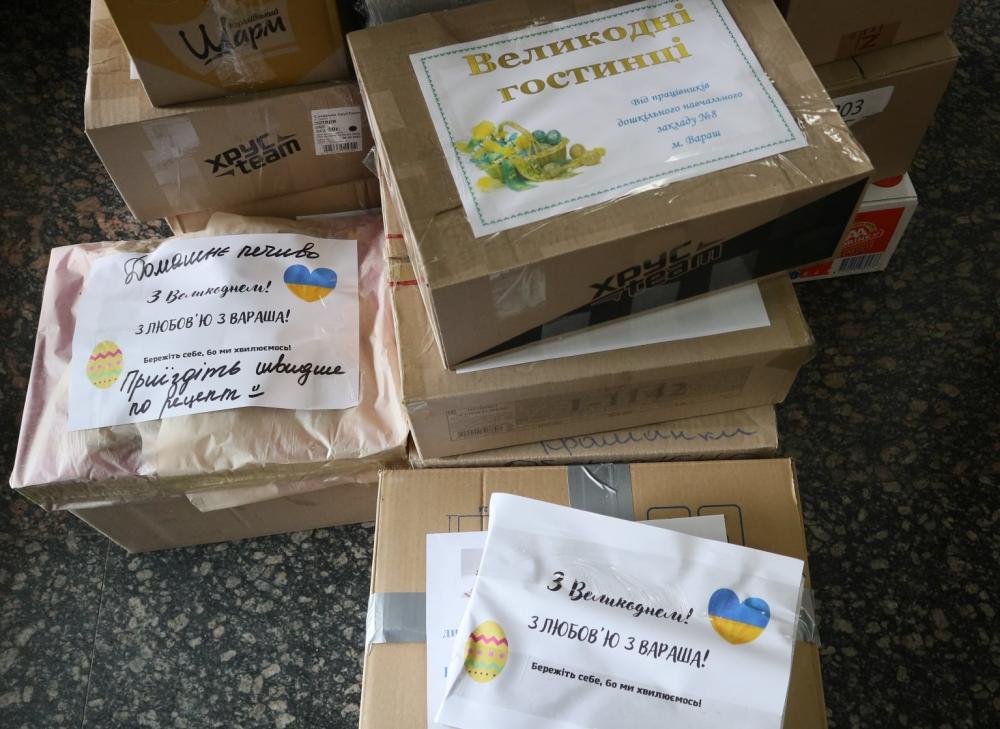 Шарм
ХРУС
team
Великодні
гостинці
Від працівників
дошкільного навчального
закладу №8
м. Вараш
ХРУС
team
Домашнє печиво
З Великоднем!
З ЛЮБОВ'Ю З ВАРАША!
Бережіть себе, бо ми хвилюємось!
Приїздіть швидше
по рецепт
крашанки
З Великоднем!
З ЛЮБОВ'Ю З ВАРАША!
Бережіть себе, бо ми хвилюємось!